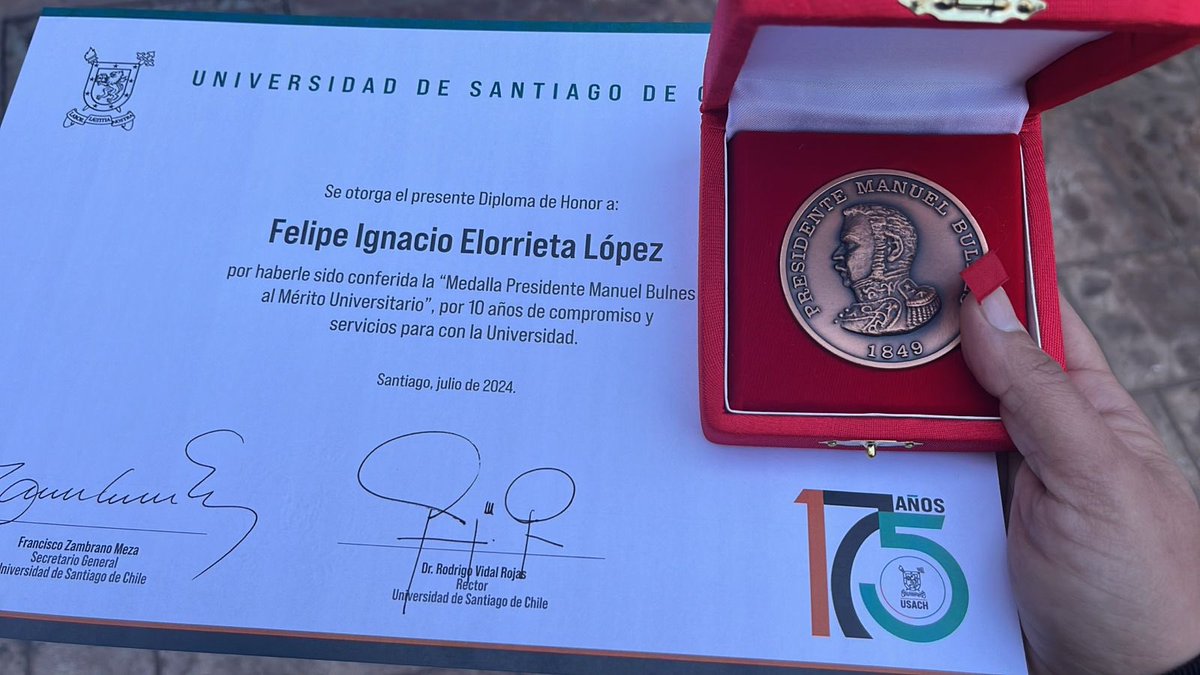 UNIVERSIDAD DE SANTIAGO DE
LABOR LAETITIA NOSTRA
Se otorga el presente Diploma de Honor a:
Felipe Ignacio Elorrieta López
por haberle sido conferida la “Medalla Presidente Manuel Bulnes
al Mérito Universitario”, por 10 años de compromiso y
servicios para con la Universidad.
Santiago, julio de 2024.
Francisco Zambrano Meza
Secretario General
Universidad de Santiago de Chile
Dr. Rodrigo Vidal Rojas
Rector
Universidad de Santiago de Chile
175 AÑOS
USACH
PRESIDENTE MANUEL BUL
1849